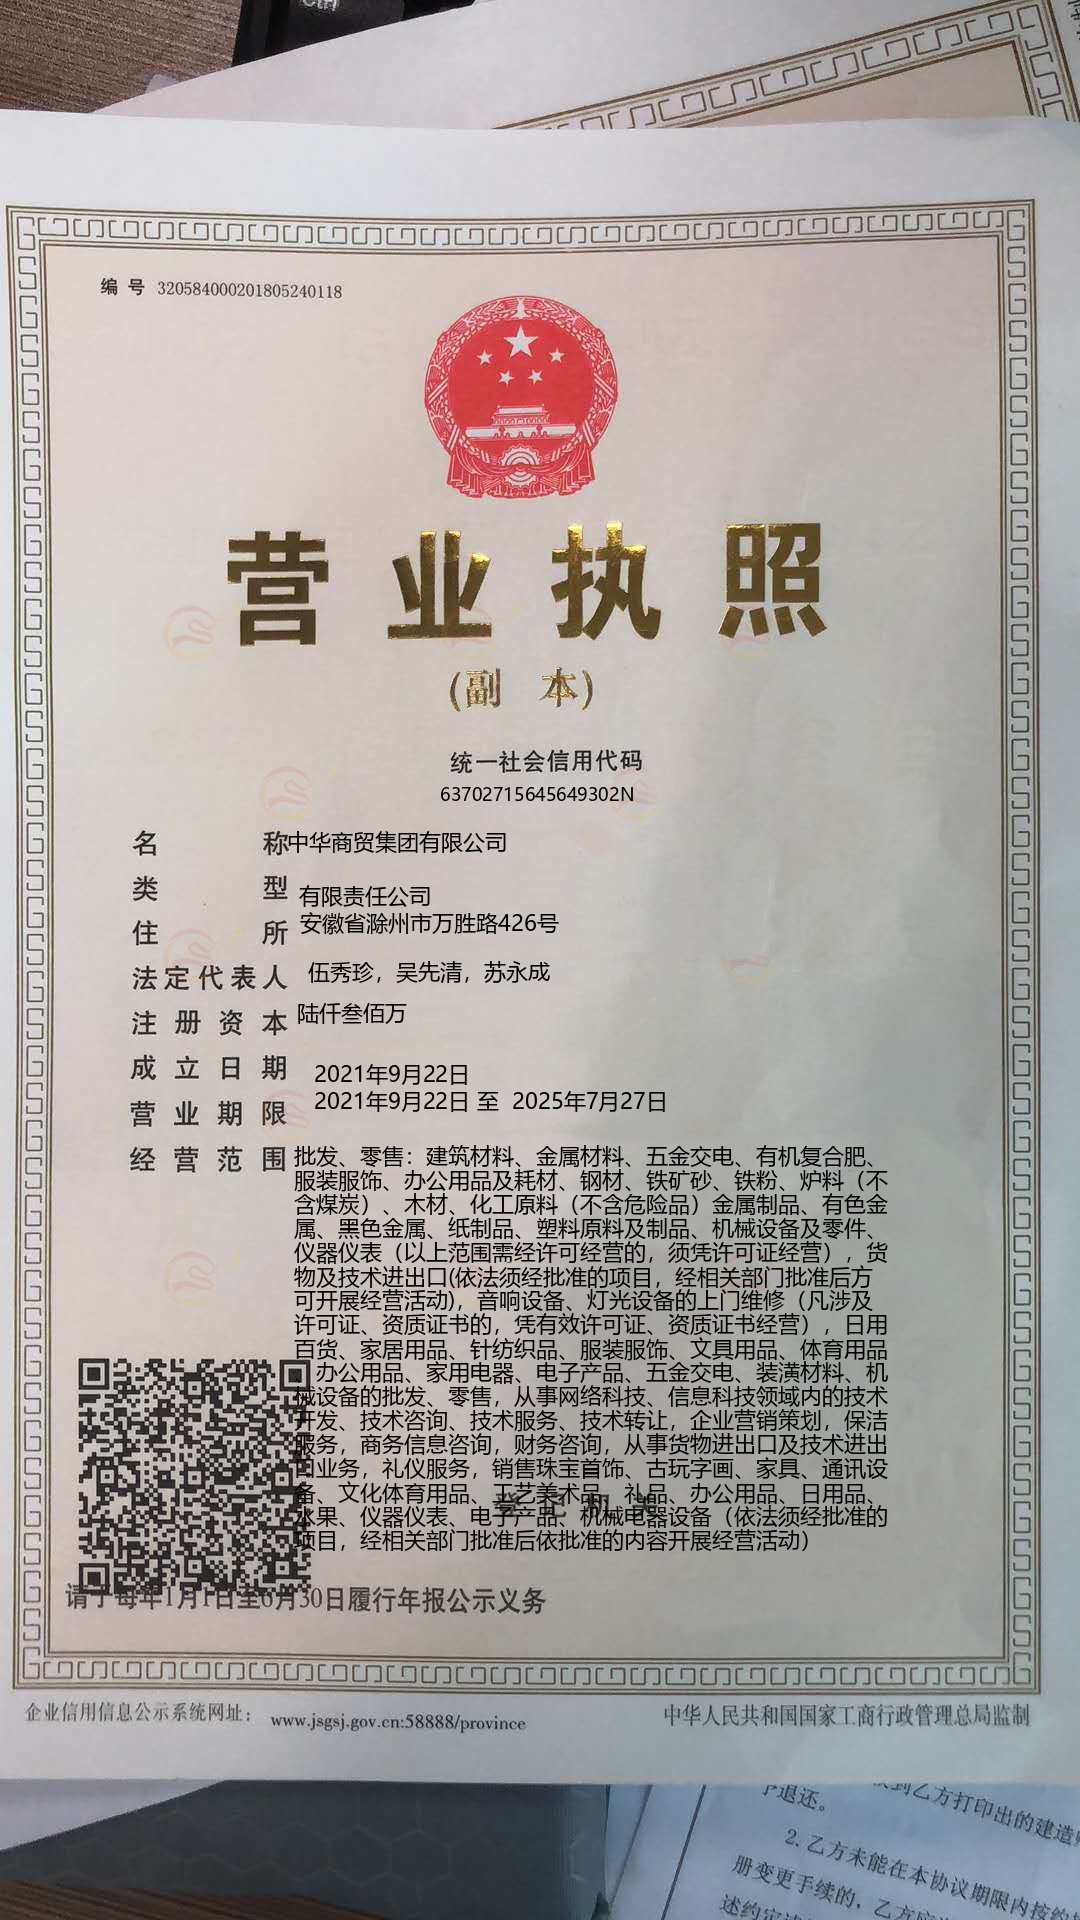 Ctrl
编 号 320584000201805240118
营业执照
(副 本)
统一社会信用代码
63702715645649302N
名 称中华商贸集团有限公司
类 型 有限责任公司
住 所 安徽省滁州市万胜路426号
法定代表人 伍秀珍，吴先清，苏永成
注册资本 陆仟叁佰万
成立日期 2021年9月22日
营业期限 2021年9月22日 至 2025年7月27日
经营范围 批发、零售：建筑材料、金属材料、五金交电、有机复合肥、
服装服饰、办公用品及耗材、钢材、铁矿砂、铁粉、炉料（不
含煤炭）、木材、化工原料（不含危险品）金属制品、有色金
属、黑色金属、纸制品、塑料原料及制品、机械设备及零件、
仪器仪表（以上范围需经许可经营的，须凭许可证经营），货
物及技术进出口(依法须经批准的项目，经相关部门批准后方
可开展经营活动)，音响设备、灯光设备的上门维修（凡涉及
许可证、资质证书的，凭有效许可证、资质证书经营），日用
百货、家居用品、针纺织品、服装服饰、文具用品、体育用品
、办公用品、家用电器、电子产品、五金交电、装潢材料、机
械设备的批发、零售，从事网络科技、信息科技领域内的技术
开发、技术咨询、技术服务、技术转让，企业营销策划，保洁
服务，商务信息咨询，财务咨询，从事货物进出口及技术进出
口业务，礼仪服务，销售珠宝首饰、古玩字画、家具、通讯设
备、文化体育用品、工艺美术品、礼品、办公用品、日用品、
水果、仪器仪表、电子产品、机械电器设备（依法须经批准的
项目，经相关部门批准后依批准的内容开展经营活动）
登记机关
请于每年1月1日至6月30日履行年报公示义务
企业信用信息公示系统网址： www.jsgsj.gov.cn:58888/province
中华人民共和国国家工商行政管理总局监制
到乙方打印出的建造
退还。
2.乙方未能在本协议期限内按约
册变更手续的，乙方应
述约定